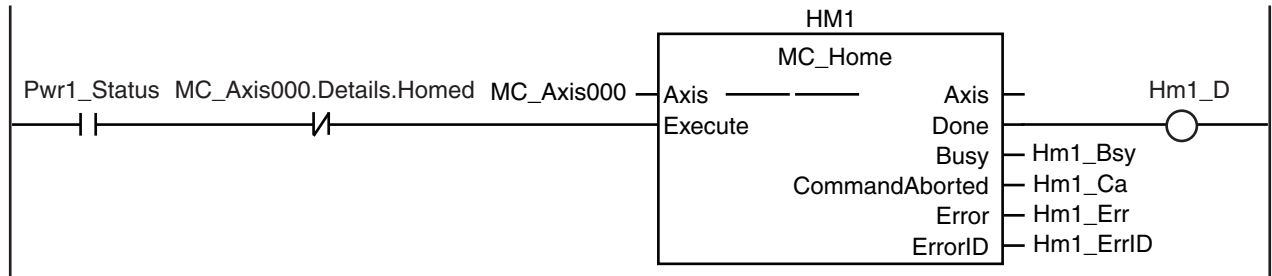 HM1
MC_Home
Pwr1_Status MC_Axis000.Details.Homed MC_Axis000 Axis Axis Hm1_D
Execute Done
Busy Hm1_Bsy
CommandAborted Hm1_Ca
Error Hm1_Err
ErrorID Hm1_ErrID